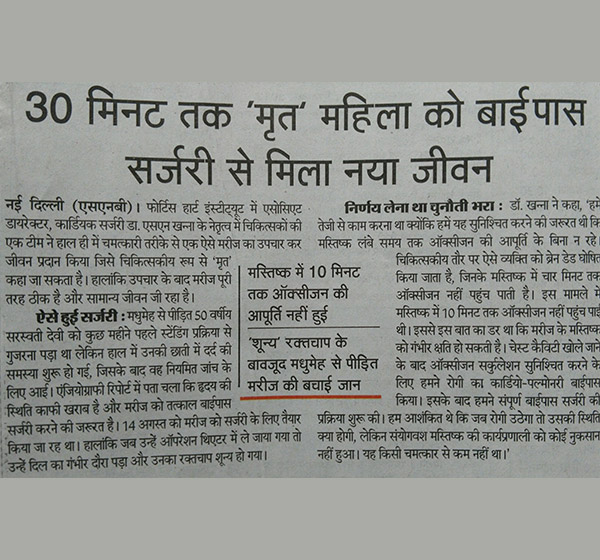 30 मिनट तक 'मृत' महिला को बाईपास
सर्जरी से मिला नया जीवन
नई दिल्ली (एसएनबी)। फोर्टिस हार्ट इंस्टीट्यूट में एसोसिएट
डायरेक्टर, कार्डियक सर्जरी डा. एसएन खन्ना के नेतृत्व में चिकित्सकों की
एक टीम ने हाल ही में चमत्कारी तरीके से एक ऐसे मरीज का उपचार कर
जीवन प्रदान किया जिसे चिकित्सकीय रूप से 'मृत'
कहा जा सकता है। हालांकि उपचार के बाद मरीज पूरी
तरह ठीक है और सामान्य जीवन जी रहा है।
ऐसे हुई सर्जरी : मधुमेह से पीड़ित 50 वर्षीय
सरस्वती देवी को कुछ महीने पहले स्टेंडिंग प्रक्रिया से
गुजरना पड़ा था लेकिन हाल में उनकी छाती में दर्द की
समस्या शुरू हो गई, जिसके बाद वह नियमित जांच के
लिए आईं। एंजियोग्राफी रिपोर्ट में पता चला कि हृदय की
स्थिति काफी खराब है और मरीज को तत्काल बाईपास
सर्जरी करने की जरूरत है। 14 अगस्त को मरीज को सर्जरी के लिए तैयार
किया जा रहा था। हालांकि जब उन्हें ऑपरेशन थिएटर में ले जाया गया तो
उन्हें दिल का गंभीर दौरा पड़ा और उनका रक्तचाप शून्य हो गया।
मस्तिष्क में 10 मिनट
तक ऑक्सीजन की
आपूर्ति नहीं हुई
'शून्य' रक्तचाप के
बावजूद मधुमेह से पीड़ित
मरीज की बचाई जान
निर्णय लेना था चुनौती भरा : डॉ. खन्ना ने कहा, 'हमें
तेजी से काम करना था क्योंकि हमें यह सुनिश्चित करने की जरूरत थी कि
मस्तिष्क लंबे समय तक ऑक्सीजन की आपूर्ति के बिना न रहे।
चिकित्सकीय तौर पर ऐसे व्यक्ति को ब्रेन डेड घोषित
किया जाता है, जिनके मस्तिष्क में चार मिनट तक
ऑक्सीजन नहीं पहुंच पाती है। इस मामले में
मस्तिष्क में 10 मिनट तक ऑक्सीजन नहीं पहुंच पाई
थी। इससे इस बात का डर था कि मरीज के मस्तिष्क
को गंभीर क्षति हो सकती है। चेस्ट कैविटी खोले जाने
के बाद ऑक्सीजन सर्कुलेशन सुनिश्चित करने के
लिए हमने रोगी का कार्डियो-पल्मोनरी बाईपास
किया। इसके बाद हमने संपूर्ण बाईपास सर्जरी की
प्रक्रिया शुरू की। हम आशंकित थे कि जब रोगी उठेगा तो उसकी स्थिति
क्या होगी, लेकिन संयोगवश मस्तिष्क की कार्यप्रणाली को कोई नुकसान
नहीं हुआ। यह किसी चमत्कार से कम नहीं था।'